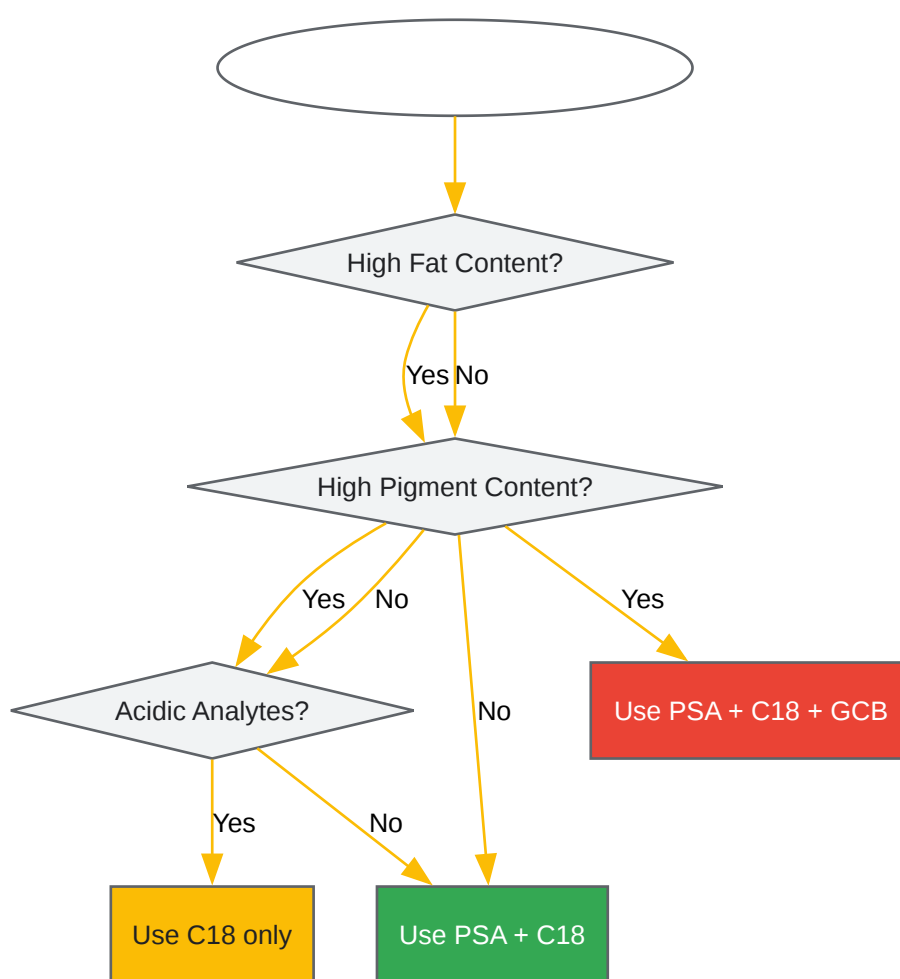 High Fat Content?
Yes No
High Pigment Content?
Yes No Yes
Acidic Analytes?
No
Use PSA + C18 + GCB
Yes No
Use C18 only
Use PSA + C18